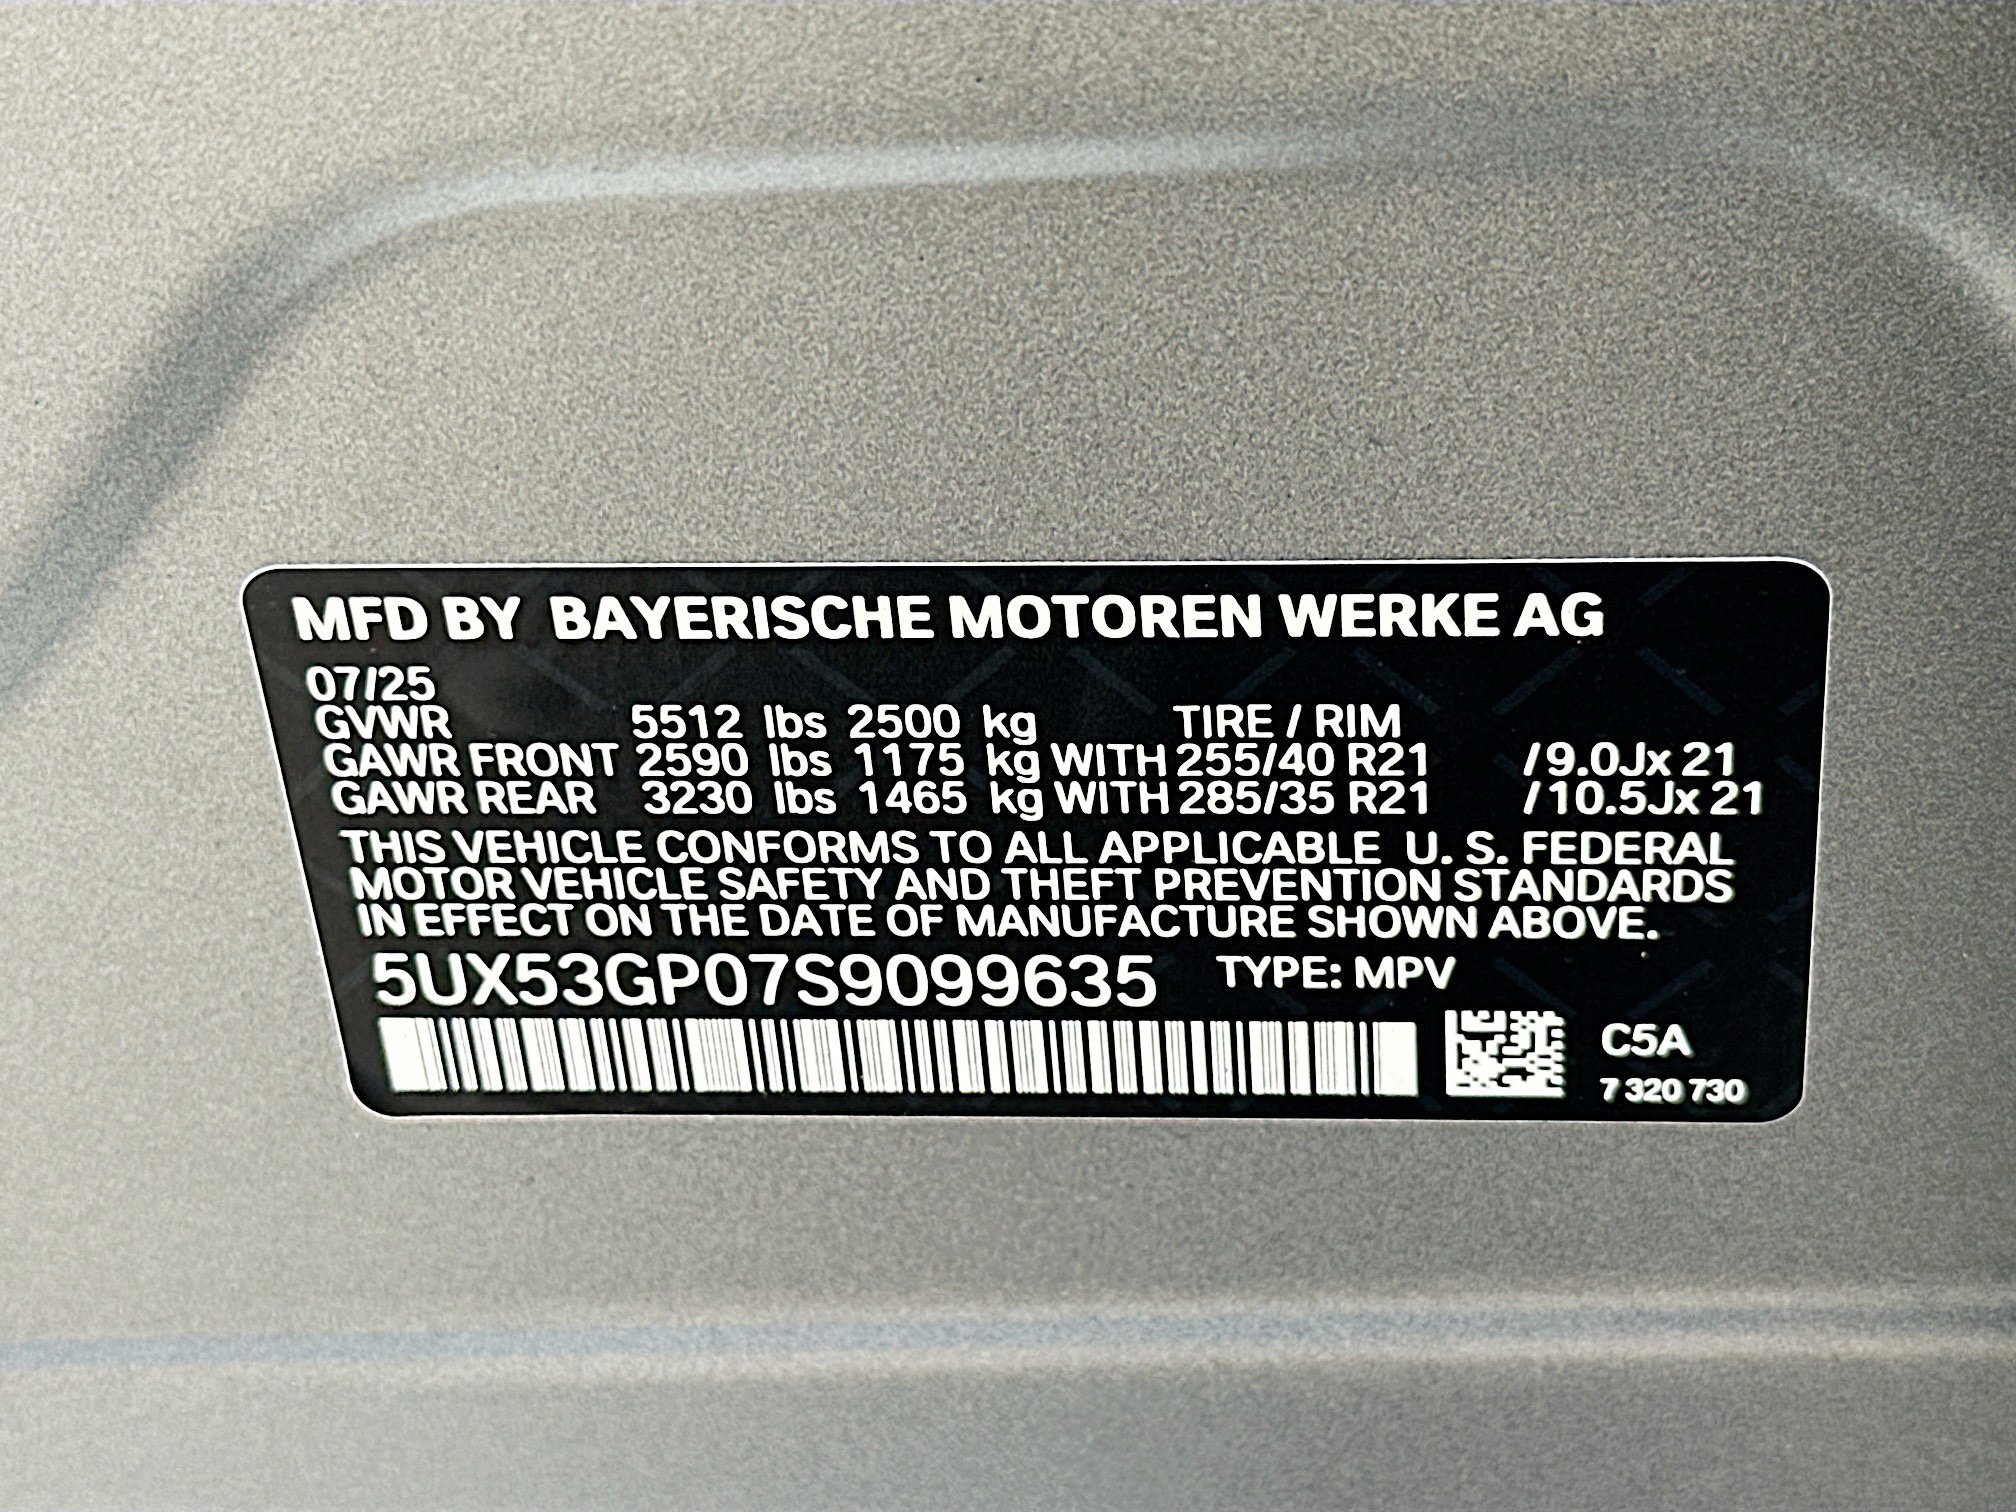 MFD BY BAYERISCHE MOTOREN WERKE AG
07/25
GVWR 5512 lbs 2500 kg TIRE / RIM
GAWR FRONT 2590 lbs 1175 kg WITH 255/40 R21 /9.0Jx 21
GAWR REAR 3230 lbs 1465 kg WITH 285/35 R21 /10.5Jx 21
THIS VEHICLE CONFORMS TO ALL APPLICABLE U. S. FEDERAL
MOTOR VEHICLE SAFETY AND THEFT PREVENTION STANDARDS
IN EFFECT ON THE DATE OF MANUFACTURE SHOWN ABOVE.
5UX53GP07S9099635 TYPE: MPV
C5A
7 320 730